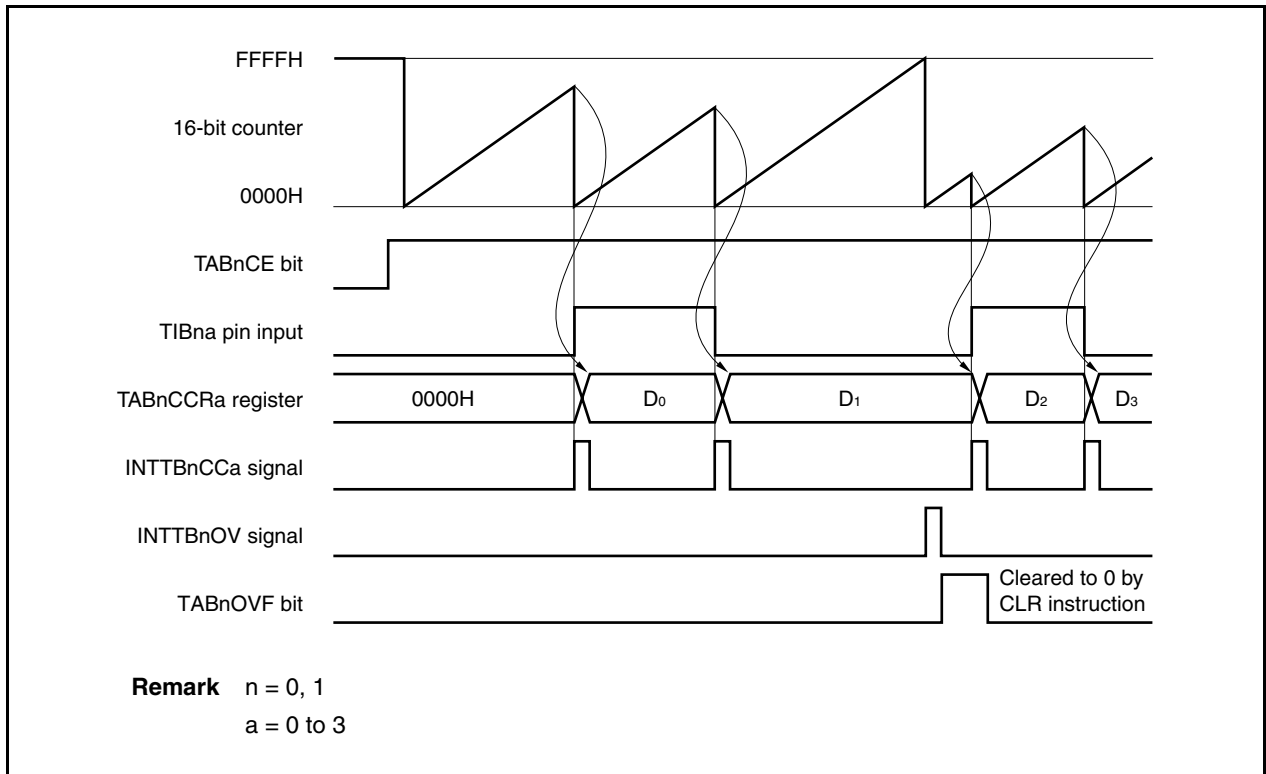 FFFFH
16-bit counter
0000H
TABnCE bit
TIBna pin input
TABnCCRa register
0000H
D0
D1
D2
D3
INTTBnCCa signal
INTTBnOV signal
TABnOVF bit
Cleared to 0 by
CLR instruction
Remark n = 0, 1
a = 0 to 3